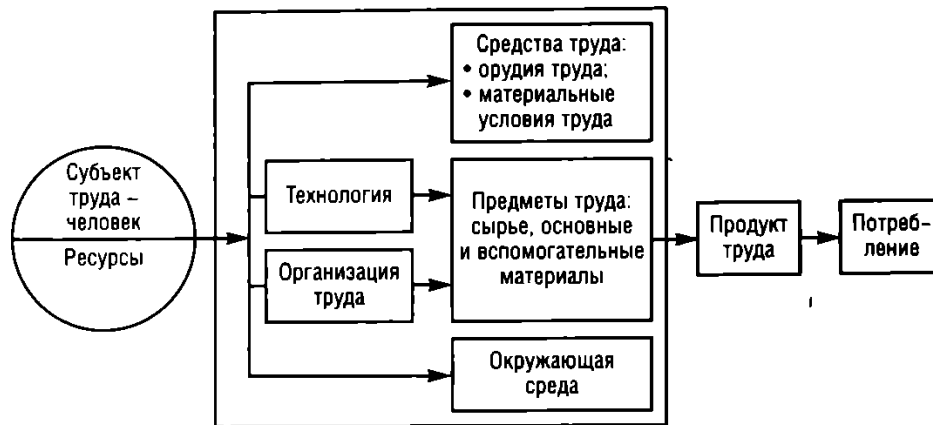 Субъект
труда –
человек
Ресурсы
Средства труда:
• орудия труда;
• материальные
условия труда
Технология
Организация
труда
Предметы труда:
сырье, основные
и вспомогательные
материалы
Окружающая
среда
Продукт
труда
Потреб-
ление